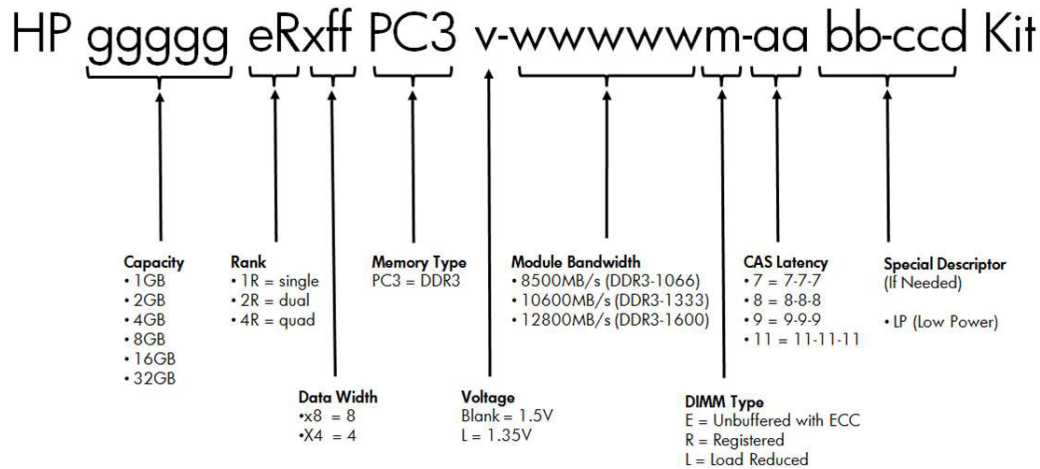 HP ggggg eRxff PC3 v-wwwwwm-aa bb-ccd Kit
Capacity
• 1GB
• 2GB
• 4GB
• 8GB
• 16GB
• 32GB
Rank
• 1R = single
• 2R = dual
• 4R = quad
Memory Type
PC3 = DDR3
Module Bandwidth
• 8500MB/s (DDR3-1066)
• 10600MB/s (DDR3-1333)
• 12800MB/s (DDR3-1600)
CAS Latency
• 7 = 7-7-7
• 8 = 8-8-8
• 9 = 9-9-9
• 11 = 11-11-11
Special Descriptor
(If Needed)
• LP (Low Power)
Data Width
•x8 = 8
•X4 = 4
Voltage
Blank = 1.5V
L = 1.35V
DIMM Type
E = Unbuffered with ECC
R = Registered
L = Load Reduced